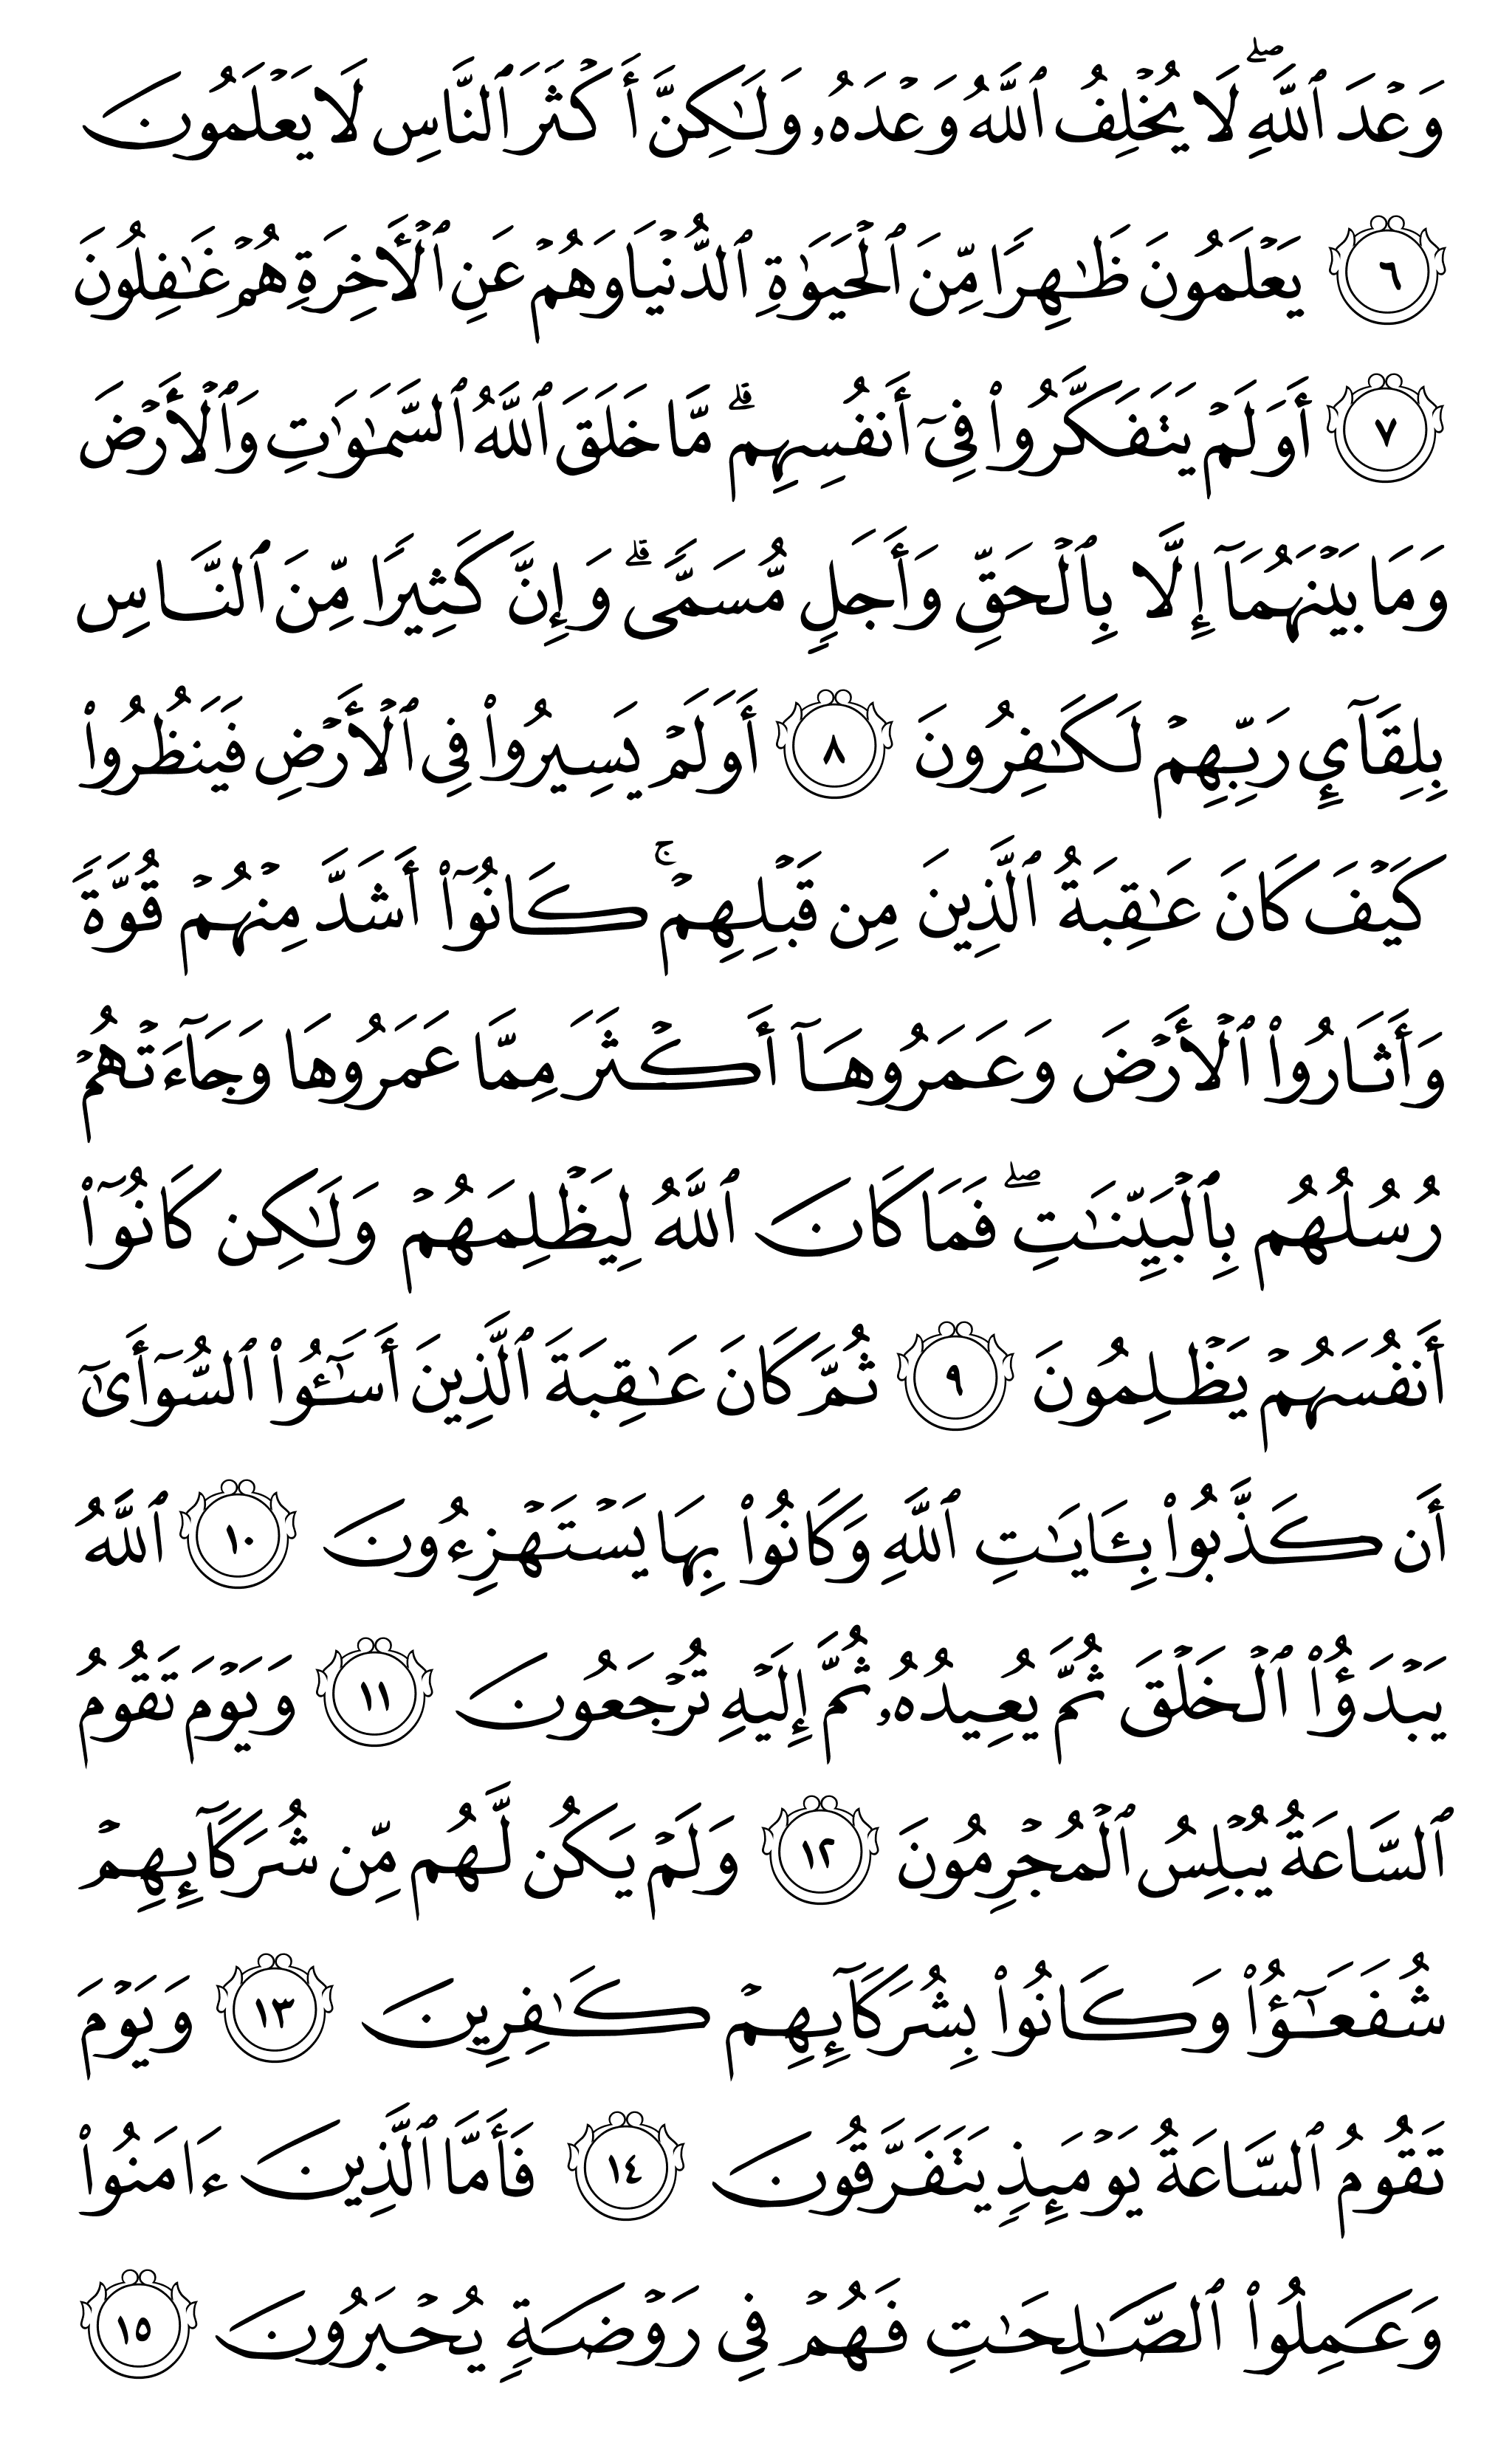 وَعْدَ ٱللَّهِۖ لَا يُخْلِفُ ٱللَّهُ وَعْدَهُۥ وَلَـٰكِنَّ أَكْثَرَ ٱلنَّاسِ لَا يَعْلَمُونَ
٦ يَعْلَمُونَ ظَـٰهِرًا مِّنَ ٱلْحَيَوٰةِ ٱلدُّنْيَا وَهُمْ عَنِ ٱلْأَخِرَةِ هُمْ غَـٰفِلُونَ
٧ أَوَلَمْ يَتَفَكَّرُوا۟ فِىٓ أَنفُسِهِمۗ مَّا خَلَقَ ٱللَّهُ ٱلسَّمَـٰوَٰتِ وَٱلْأَرْضَ
وَمَا بَيْنَهُمَآ إِلَّا بِٱلْحَقِّ وَأَجَلٍ مُّسَمًّىۗ وَإِنَّ كَثِيرًا مِّنَ ٱلنَّاسِ
بِلِقَآئِ رَبِّهِمْ لَكَـٰفِرُونَ ٨ أَوَلَمْ يَسِيرُوا۟ فِى ٱلْأَرْضِ فَيَنظُرُوا۟
كَيْفَ كَانَ عَـٰقِبَةُ ٱلَّذِينَ مِن قَبْلِهِمْۚ كَانُوٓا۟ أَشَدَّ مِنْهُمْ قُوَّةً
وَأَثَارُوا۟ ٱلْأَرْضَ وَعَمَرُوهَآ أَكْثَرَ مِمَّا عَمَرُوهَا وَجَآءَتْهُمْ
رُسُلُهُم بِٱلْبَيِّنَـٰتِۖ فَمَا كَانَ ٱللَّهُ لِيَظْلِمَهُمْ وَلَـٰكِن كَانُوٓا۟
أَنفُسَهُمْ يَظْلِمُونَ ٩ ثُمَّ كَانَ عَـٰقِبَةَ ٱلَّذِينَ أَسَـٰٓـُٔوا۟ ٱلسُّوٓأَىٰٓ
أَن كَذَّبُوا۟ بِـَٔايَـٰتِ ٱللَّهِ وَكَانُوا۟ بِهَا يَسْتَهْزِءُونَ ١٠ ٱللَّهُ
يَبْدَؤُا۟ ٱلْخَلْقَ ثُمَّ يُعِيدُهُۥ ثُمَّ إِلَيْهِ تُرْجَعُونَ ١١ وَيَوْمَ تَقُومُ
ٱلسَّاعَةُ يُبْلِسُ ٱلْمُجْرِمُونَ ١٢ وَلَمْ يَكُن لَّهُم مِّن شُرَكَآئِهِمْ
شُفَعَـٰٓؤُا۟ وَكَانُوا۟ بِشُرَكَآئِهِمْ كَـٰفِرِينَ ١٣ وَيَوْمَ
تَقُومُ ٱلسَّاعَةُ يَوْمَئِذٍ يَتَفَرَّقُونَ ١٤ فَأَمَّا ٱلَّذِينَ ءَامَنُوا۟
وَعَمِلُوا۟ ٱلصَّـٰلِحَـٰتِ فَهُمْ فِى رَوْضَةٍ يُحْبَرُونَ ١٥